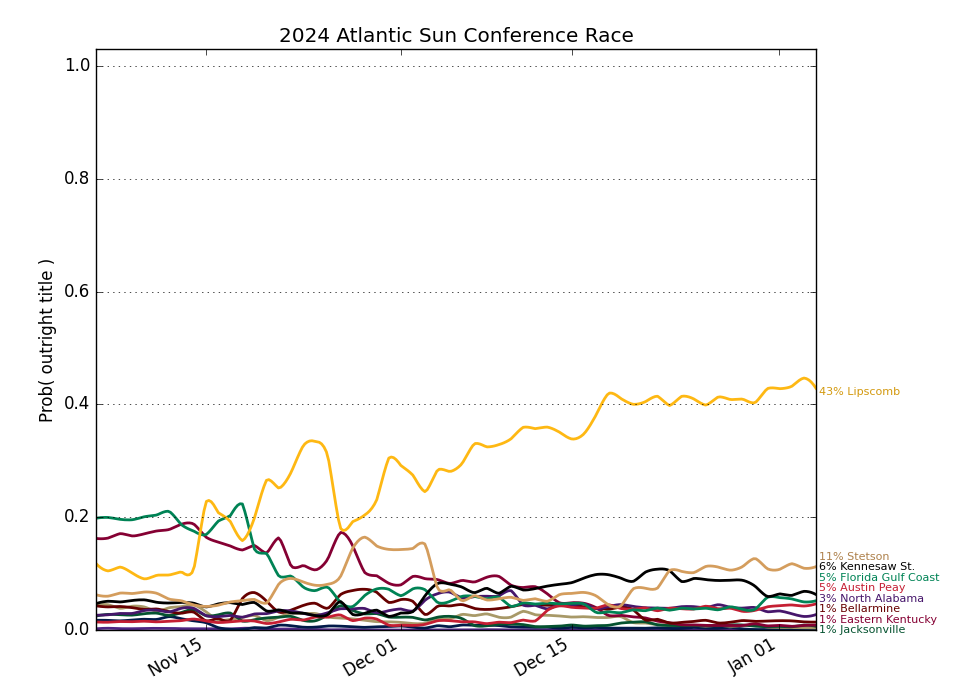 2024 Atlantic Sun Conference Race
1.0
0.8
0.6
0.4
0.2
0.0
Prob( outright title )
43% Lipscomb
11% Stetson
6% Kennesaw St.
5% Florida Gulf Coast
5% Austin Peay
3% North Alabama
1% Bellarmine
1% Eastern Kentucky
1% Jacksonville
Nov 15
Dec 01
Dec 15
Jan 01